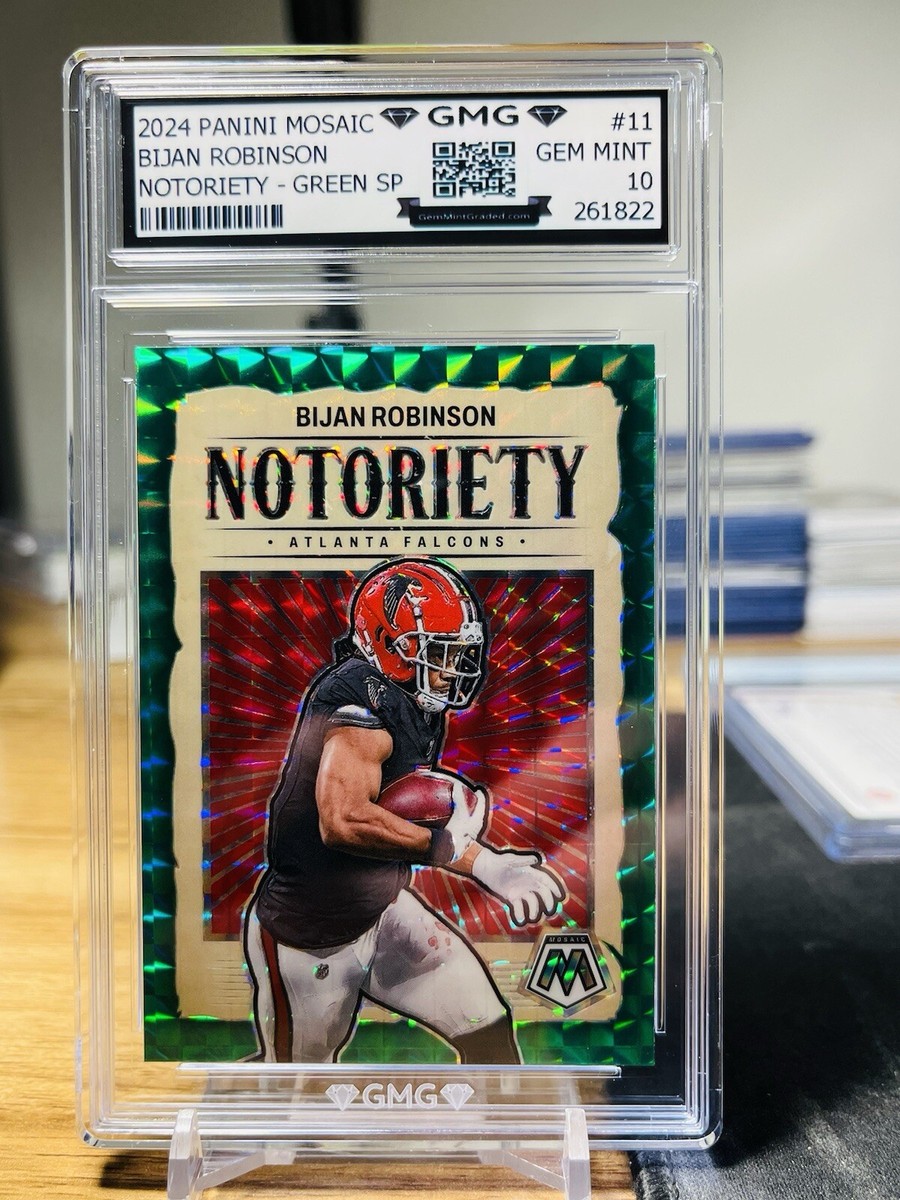 2024 PANINI MOSAIC
BIJAN ROBINSON
NOTORIETY - GREEN SP
GMG
GemMintGraded.com
#11
GEM MINT
10
261822
BIJAN ROBINSON
NOTORIETY
• ATLANTA FALCONS •
MOSAIC
M
GMG